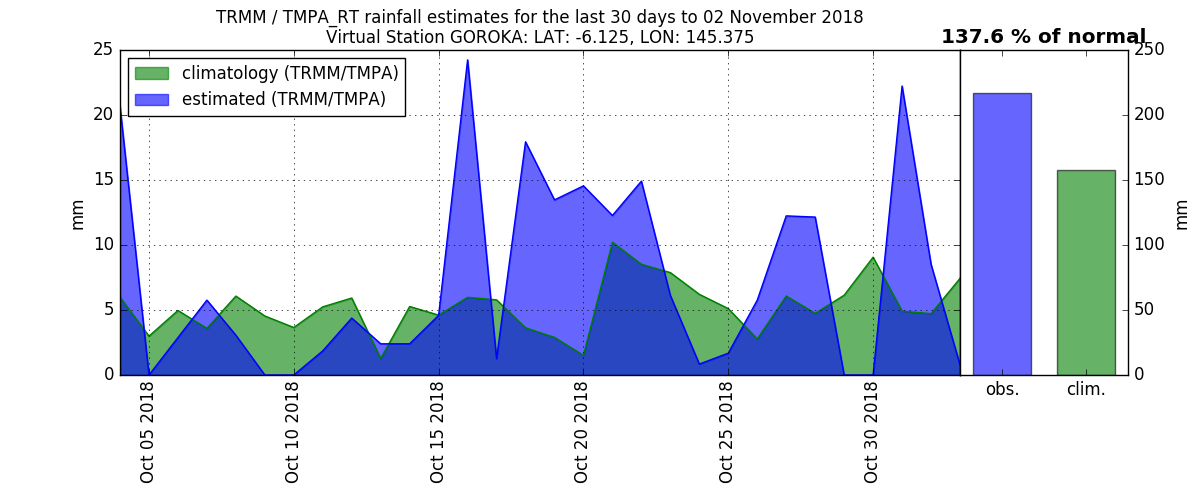 TRMM / TMPA_RT rainfall estimates for the last 30 days to 02 November 2018
Virtual Station GOROKA: LAT: -6.125, LON: 145.375
137.6 % of normal
climatology (TRMM/TMPA)
estimated (TRMM/TMPA)
25
20
15
10
5
0
mm
Oct 05 2018
Oct 10 2018
Oct 15 2018
Oct 20 2018
Oct 25 2018
Oct 30 2018
250
200
150
100
50
0
mm
obs.
clim.